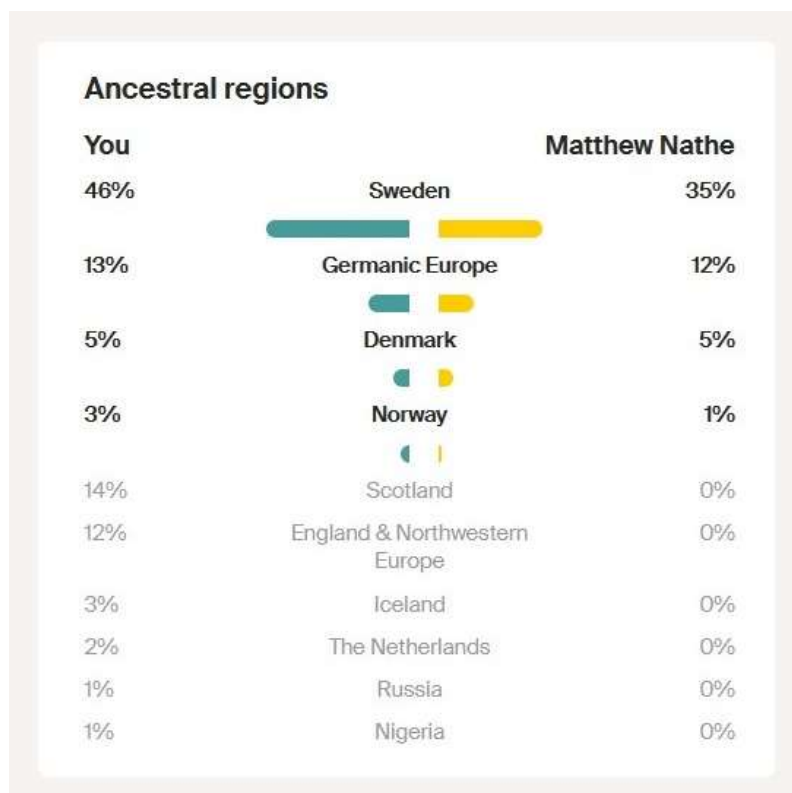 Ancestral regions
You Matthew Nathe
46% Sweden 35%
13% Germanic Europe 12%
5% Denmark 5%
3% Norway 1%
14% Scotland 0%
12% England & Northwestern 0%
Europe
3% Iceland 0%
2% The Netherlands 0%
1% Russia 0%
1% Nigeria 0%